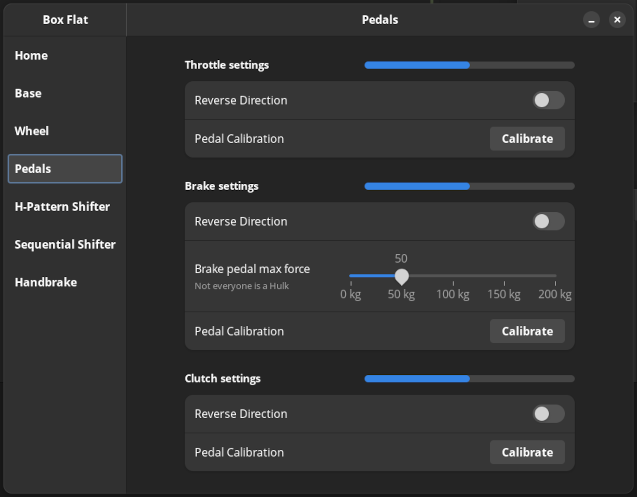 Box Flat
Pedals
Home
Base
Wheel
Pedals
H-Pattern Shifter
Sequential Shifter
Handbrake
Throttle settings
Reverse Direction
Pedal Calibration
Calibrate
Brake settings
Reverse Direction
Brake pedal max force
Not everyone is a Hulk
50
0 kg 50 kg 100 kg 150 kg 200 kg
Pedal Calibration
Calibrate
Clutch settings
Reverse Direction
Pedal Calibration
Calibrate